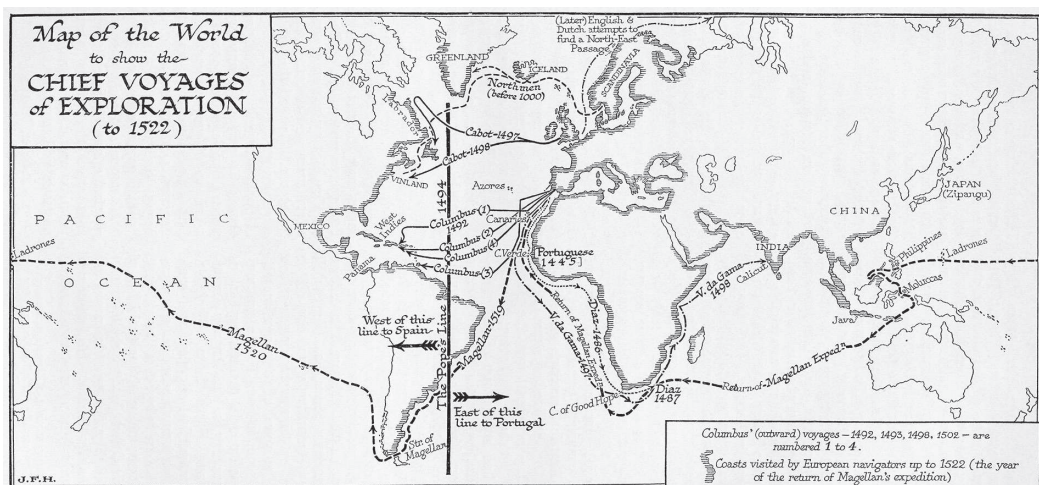 Map of the World
to show the
CHIEF VOYAGES
of EXPLORATION
(to 1522)
(Later) English &
Dutch attempts to
find a North-East
Passage
GREENLAND
ICELAND
Northmen
(before 1000)
SCANDINAVIA
Labrador
Cabot-1497
Cabot-1498
VINLAND
1494
Azores
Columbus (1)
1492
Canaries
Columbus (2)
Columbus (4)
Columbus (3)
C. Verde
Portuguese
1445
West
Indies
MEXICO
Panama
PACIFIC
OCEAN
Ladrones
JAPAN
(Zipangu)
CHINA
INDIA
Calicut
V. da Gama
1498
Philippines
Ladrones
Moluccas
Java
Magellan
1520
West of this
line to Spain
The Pope's Line
Magellan-1519
V. da Gama-1497
Return of Magellan Expedn
Diaz-1486
Diaz
1487
C. of Good Hope
Return of Magellan Expedn
East of this
line to Portugal
Str. of
Magellan
Columbus' (outward) voyages – 1492, 1493, 1498, 1502 – are
numbered 1 to 4.
Coasts visited by European navigators up to 1522 (the year
of the return of Magellan's expedition)
J.F.H.